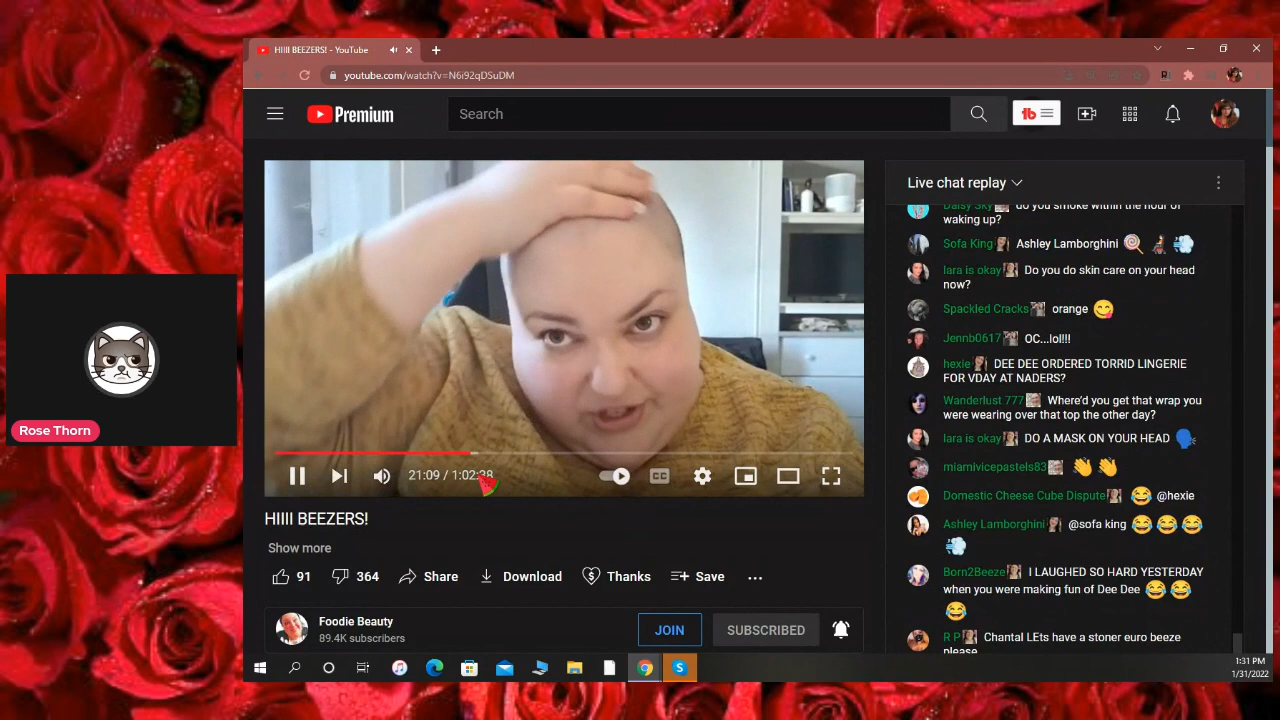 HIIII BEEZERS! - YouTube
youtube.com/watch?v=N6i92qDSuDM
Premium
Search
Live chat replay
Daisy Sky do you smoke within the hour of
waking up?
Sofa King Ashley Lamborghini 🍭 💨
lara is okay Do you do skin care on your head
now?
Spackled Cracks orange 😋
Jennb0617 OC...lol!!!
hexie DEE DEE ORDERED TORRID LINGERIE
FOR VDAY AT NADERS?
Wanderlust 777 Where'd you get that wrap you
were wearing over that top the other day?
lara is okay DO A MASK ON YOUR HEAD 🗣
miamivicepastels83 👋 👋
Domestic Cheese Cube Dispute 😂 @hexie
Ashley Lamborghini @sofa king 😂 😂 😂
💨
Born2Beeze I LAUGHED SO HARD YESTERDAY
when you were making fun of Dee Dee 😂 😂
😂
R P Chantal LEts have a stoner euro beeze
please
Rose Thorn
21:09 / 1:02:38
CC
HIIII BEEZERS!
Show more
91 364 Share Download Thanks Save
Foodie Beauty
89.4K subscribers
JOIN SUBSCRIBED
1:31 PM
1/31/2022